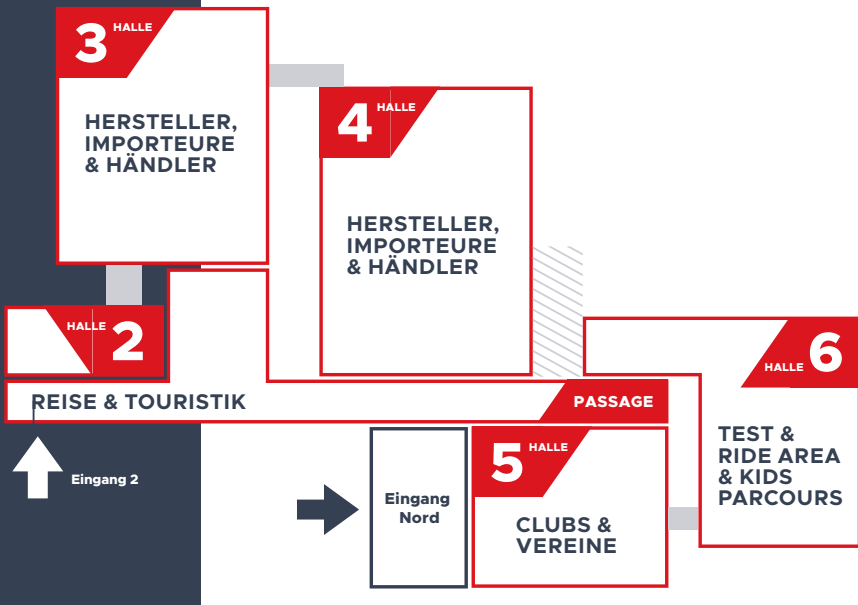 3 HALLE
HERSTELLER,
IMPORTEURE
& HÄNDLER
4 HALLE
HERSTELLER,
IMPORTEURE
& HÄNDLER
HALLE 2
HALLE 6
REISE & TOURISTIK
PASSAGE
TEST &
RIDE AREA
& KIDS
PARCOURS
5 HALLE
CLUBS &
VEREINE
Eingang 2
Eingang
Nord